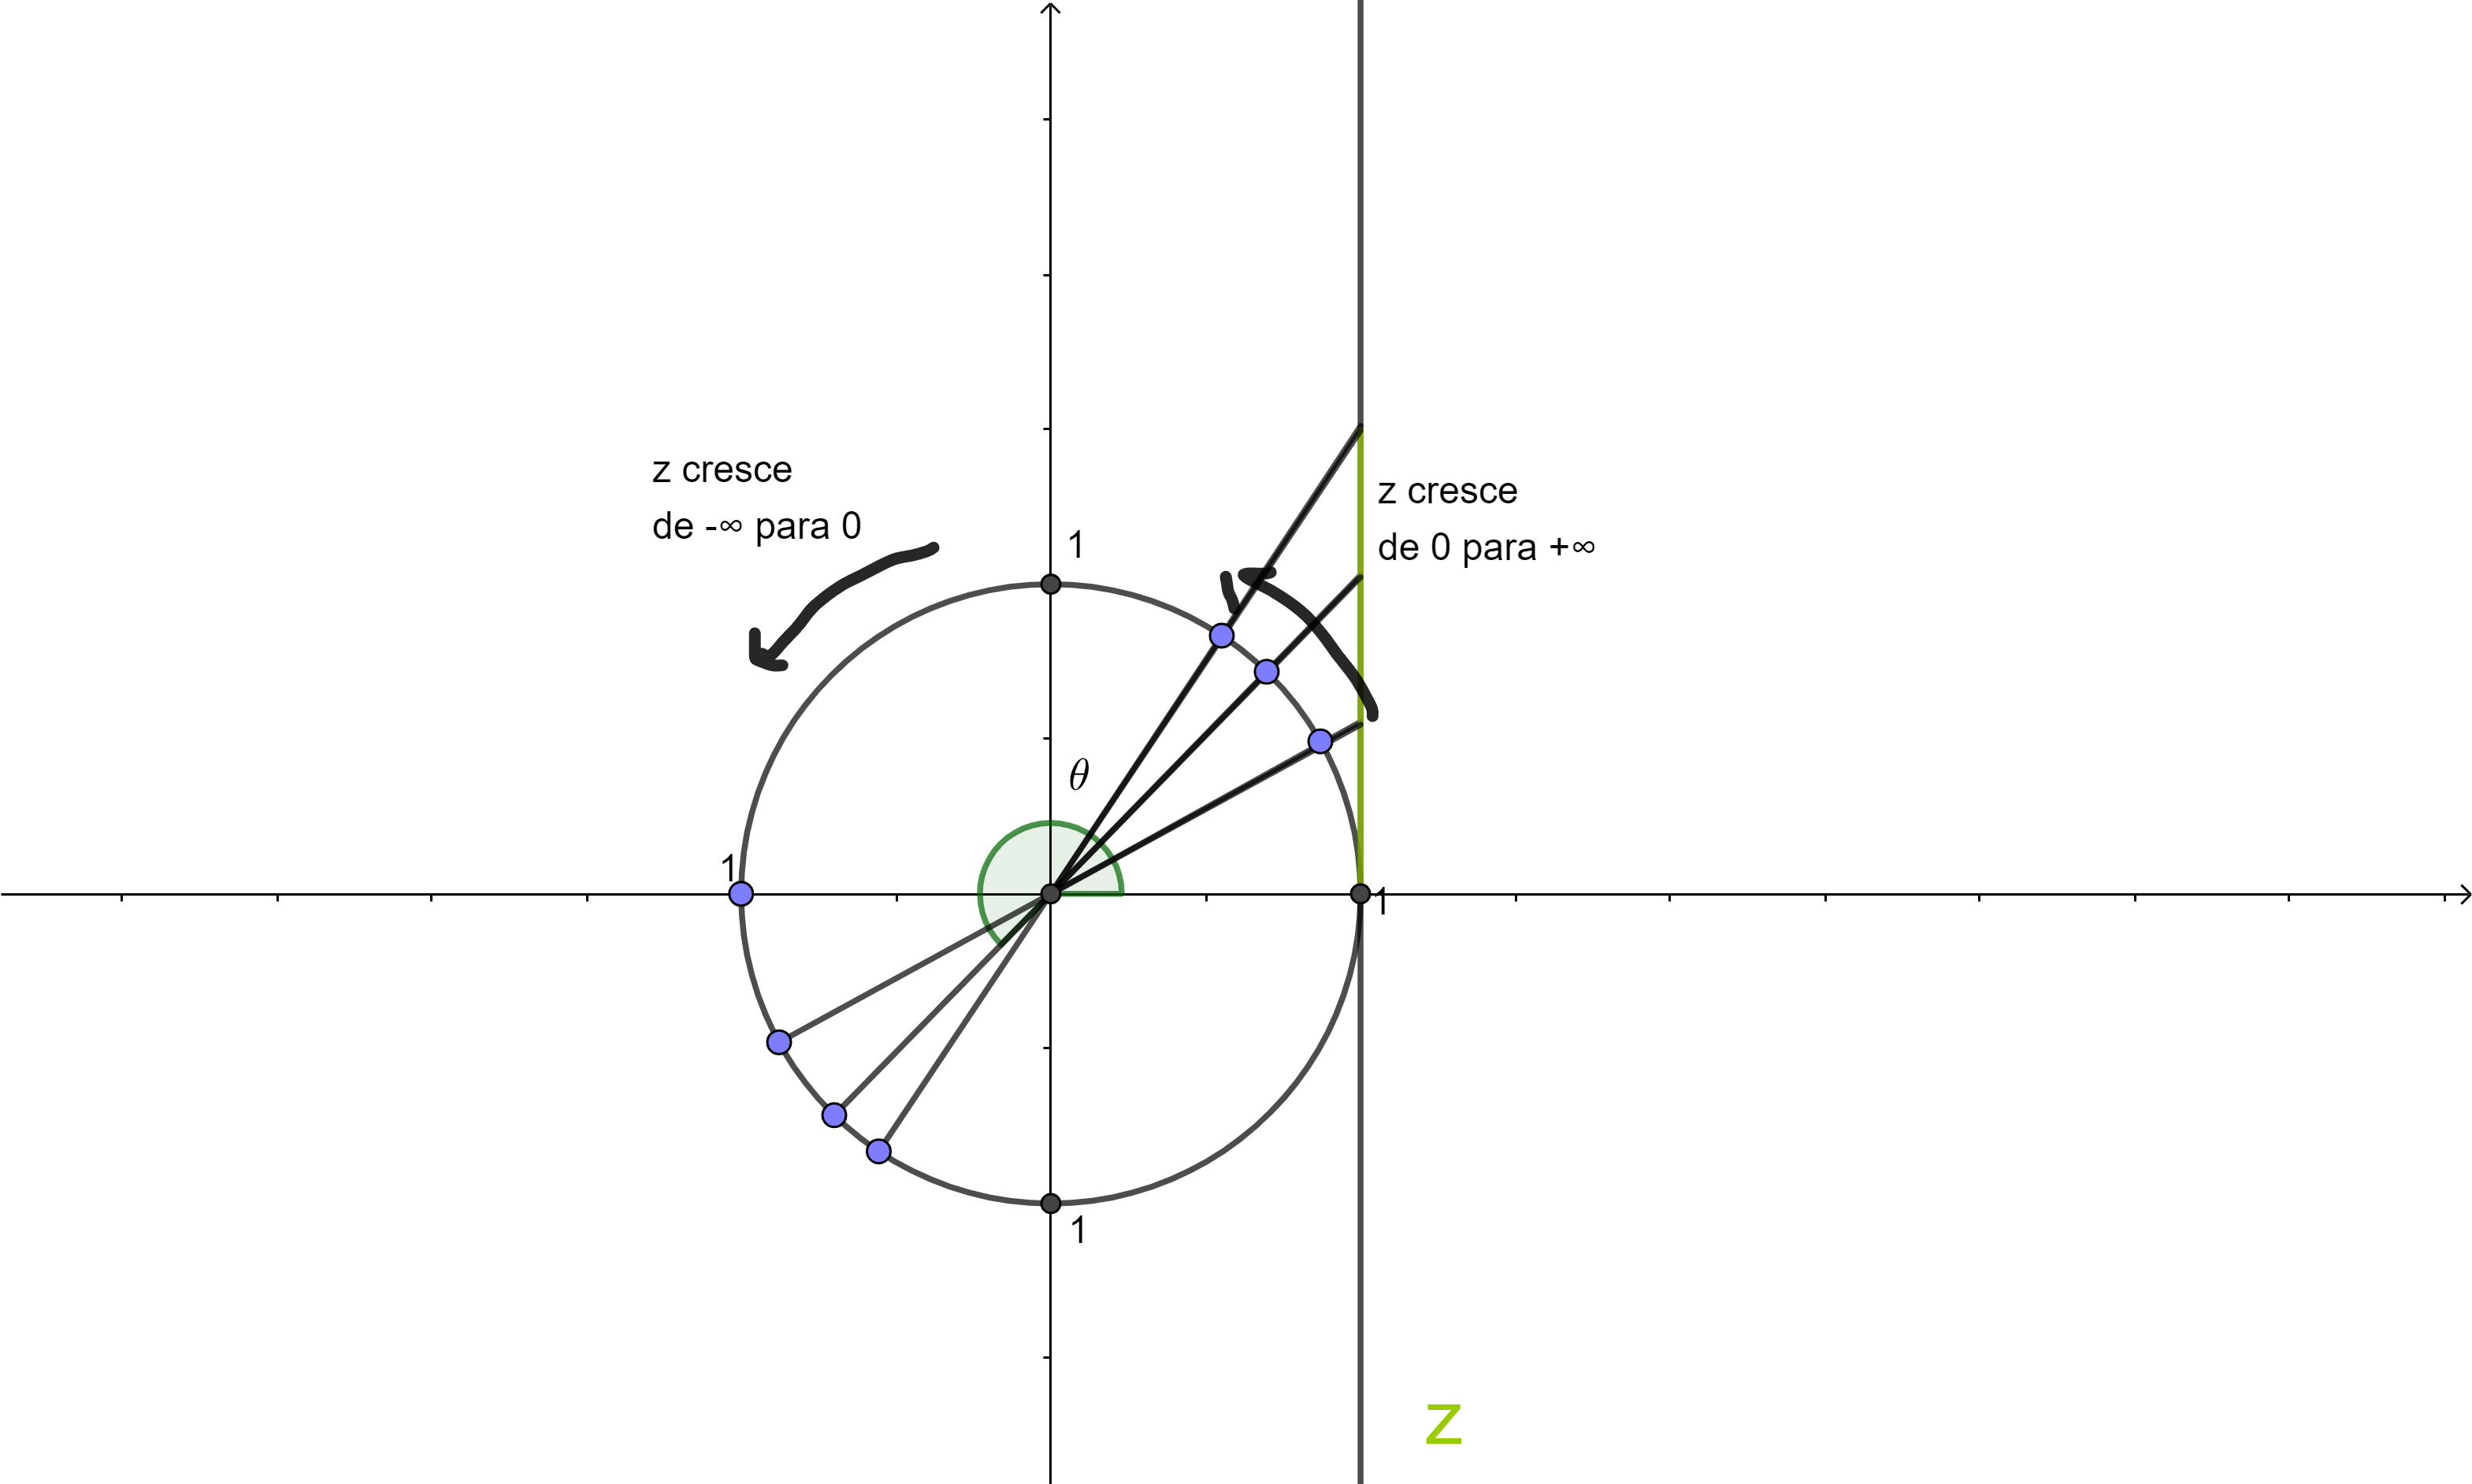 z cresce
de -∞ para 0
z cresce
de 0 para +∞
1
θ
1
1
1
z